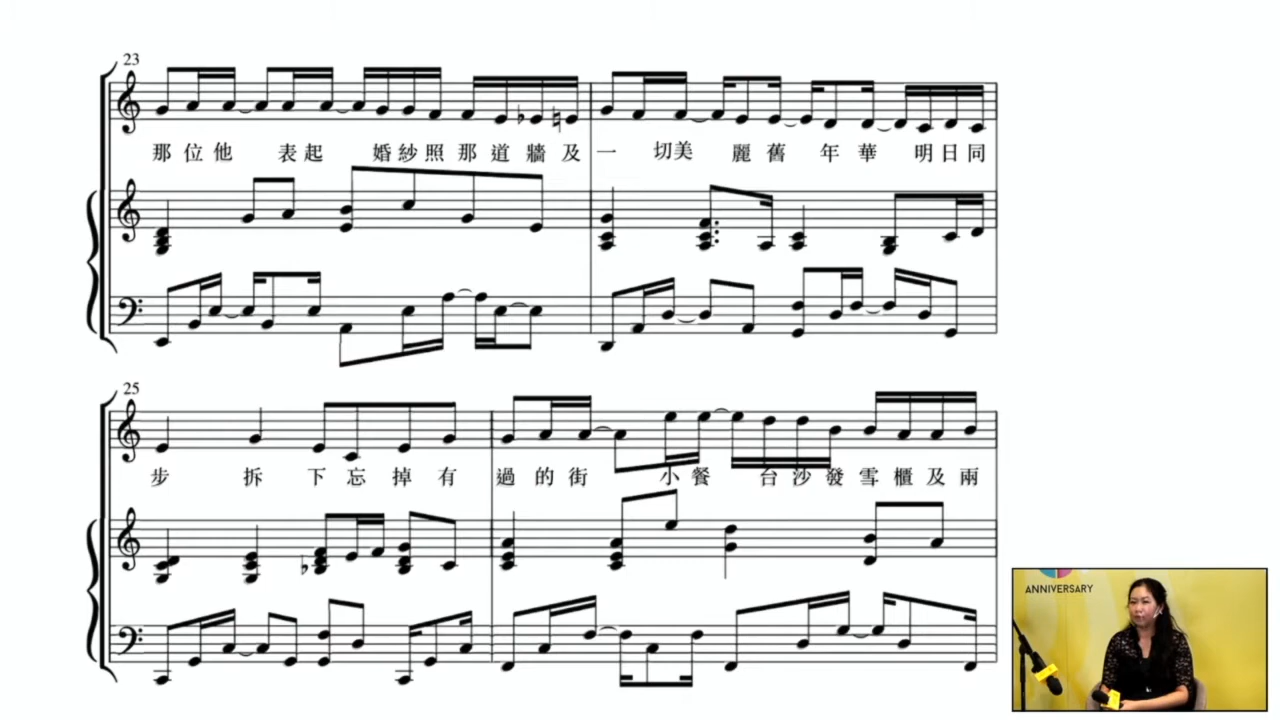 23
那位他 表起 婚紗照那道牆及一 切美 麗舊 年華 明日同
25
步 拆 下忘掉有過的街 小餐 台沙發雪櫃及兩
ANNIVERSARY